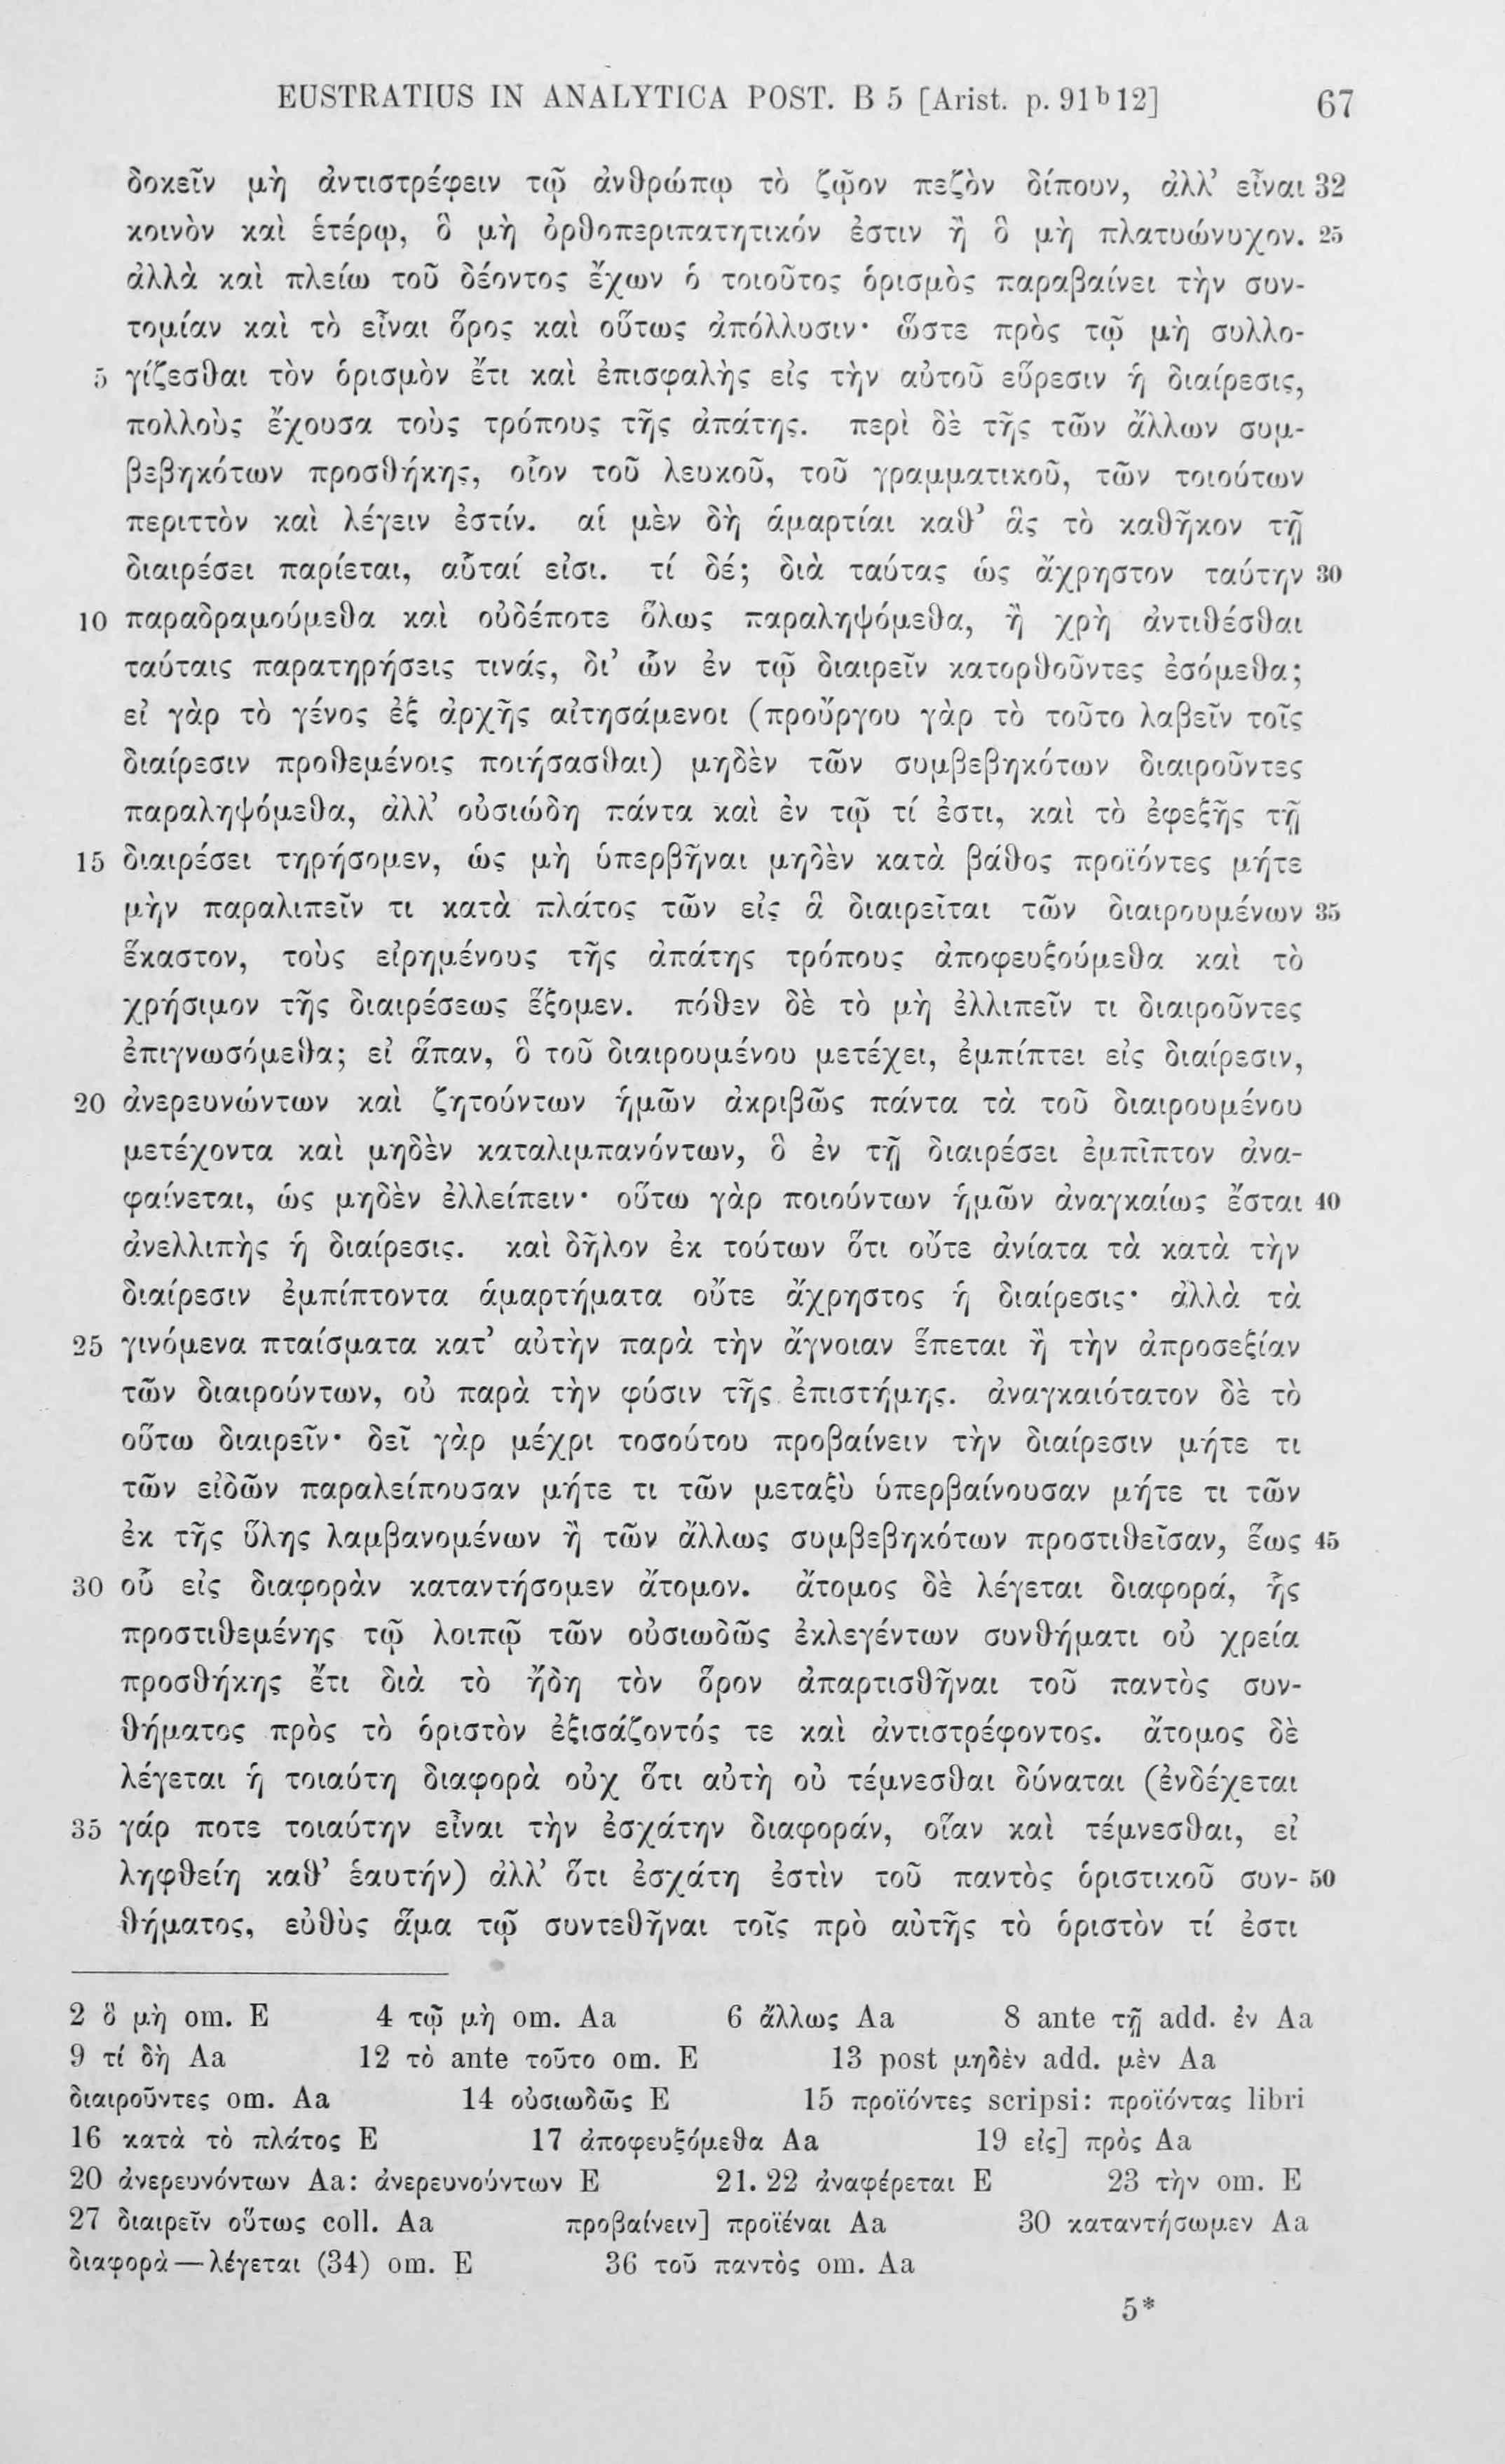 EUSTRATIUS IN ANALYTICA POST. B 5 [Arist. p. 91ᵇ12] 67
δοκεῖν μὴ ἀντιστρέφειν τῷ ἀνθρώπῳ τὸ ζῷον πεζὸν δίπουν, ἀλλ’ εἶναι 32
κοινὸν καὶ ἑτέρῳ, ὃ μὴ ὀρθοπεριπατητικόν ἐστιν ἢ ὃ μὴ πλατυώνυχον. 25
ἀλλὰ καὶ πλείω τοῦ δέοντος ἔχων ὁ τοιοῦτος ὁρισμὸς παραβαίνει τὴν συν-
τομίαν καὶ τὸ εἶναι ὅρος καὶ οὕτως ἀπόλλυσιν· ὥστε πρὸς τῷ μὴ συλλο-
5 γίζεσθαι τὸν ὁρισμὸν ἔτι καὶ ἐπισφαλὴς εἰς τὴν αὐτοῦ εὕρεσιν ἡ διαίρεσις,
πολλοὺς ἔχουσα τοὺς τρόπους τῆς ἀπάτης. περὶ δὲ τῆς τῶν ἄλλων συμ-
βεβηκότων προσθήκης, οἷον τοῦ λευκοῦ, τοῦ γραμματικοῦ, τῶν τοιούτων
περιττὸν καὶ λέγειν ἐστίν. αἱ μὲν δὴ ἁμαρτίαι καθ’ ἃς τὸ καθῆκον τῇ
διαιρέσει παρίεται, αὗταί εἰσι. τί δέ; διὰ ταύτας ὡς ἄχρηστον ταύτην 30
10 παραδραμούμεθα καὶ οὐδέποτε ὅλως παραληψόμεθα, ἢ χρὴ ἀντιθέσθαι
ταύταις παρατηρήσεις τινάς, δι’ ὧν ἐν τῷ διαιρεῖν κατορθοῦντες ἐσόμεθα;
εἰ γὰρ τὸ γένος ἐξ ἀρχῆς αἰτησάμενοι (προὔργου γὰρ τὸ τοῦτο λαβεῖν τοῖς
διαίρεσιν προθεμένοις ποιήσασθαι) μηδὲν τῶν συμβεβηκότων διαιροῦντες
παραληψόμεθα, ἀλλ’ οὐσιώδη πάντα καὶ ἐν τῷ τί ἐστι, καὶ τὸ ἐφεξῆς τῇ
15 διαιρέσει τηρήσομεν, ὡς μὴ ὑπερβῆναι μηδὲν κατὰ βάθος προϊόντες μήτε
μὴν παραλιπεῖν τι κατὰ πλάτος τῶν εἰς ἃ διαιρεῖται τῶν διαιρουμένων 35
ἕκαστον, τοὺς εἰρημένους τῆς ἀπάτης τρόπους ἀποφευξούμεθα καὶ τὸ
χρήσιμον τῆς διαιρέσεως ἕξομεν. πόθεν δὲ τὸ μὴ ἐλλιπεῖν τι διαιροῦντες
ἐπιγνωσόμεθα; εἰ ἅπαν, ὃ τοῦ διαιρουμένου μετέχει, ἐμπίπτει εἰς διαίρεσιν,
20 ἀνερευνώντων καὶ ζητούντων ἡμῶν ἀκριβῶς πάντα τὰ τοῦ διαιρουμένου
μετέχοντα καὶ μηδὲν καταλιμπανόντων, ὃ ἐν τῇ διαιρέσει ἐμπῖπτον ἀνα-
φαίνεται, ὡς μηδὲν ἐλλείπειν· οὕτω γὰρ ποιούντων ἡμῶν ἀναγκαίως ἔσται 40
ἀνελλιπὴς ἡ διαίρεσις. καὶ δῆλον ἐκ τούτων ὅτι οὔτε ἀνίατα τὰ κατὰ τὴν
διαίρεσιν ἐμπίπτοντα ἁμαρτήματα οὔτε ἄχρηστος ἡ διαίρεσις· ἀλλὰ τὰ
25 γινόμενα πταίσματα κατ’ αὐτὴν παρὰ τὴν ἄγνοιαν ἕπεται ἢ τὴν ἀπροσεξίαν
τῶν διαιρούντων, οὐ παρὰ τὴν φύσιν τῆς ἐπιστήμης. ἀναγκαιότατον δὲ τὸ
οὕτω διαιρεῖν· δεῖ γὰρ μέχρι τοσούτου προβαίνειν τὴν διαίρεσιν μήτε τι
τῶν εἰδῶν παραλείπουσαν μήτε τι τῶν μεταξὺ ὑπερβαίνουσαν μήτε τι τῶν
ἐκ τῆς ὕλης λαμβανομένων ἢ τῶν ἄλλως συμβεβηκότων προστιθεῖσαν, ἕως 45
30 οὗ εἰς διαφορὰν καταντήσομεν ἄτομον. ἄτομος δὲ λέγεται διαφορά, ἧς
προστιθεμένης τῷ λοιπῷ τῶν οὐσιωδῶς ἐκλεγέντων συνθήματι οὐ χρεία
προσθήκης ἔτι διὰ τὸ ἤδη τὸν ὅρον ἀπαρτισθῆναι τοῦ παντὸς συν-
θήματος πρὸς τὸ ὁριστὸν ἐξισάζοντός τε καὶ ἀντιστρέφοντος. ἄτομος δὲ
λέγεται ἡ τοιαύτη διαφορὰ οὐχ ὅτι αὐτὴ οὐ τέμνεσθαι δύναται (ἐνδέχεται
35 γάρ ποτε τοιαύτην εἶναι τὴν ἐσχάτην διαφοράν, οἵαν καὶ τέμνεσθαι, εἰ
ληφθείη καθ’ ἑαυτήν) ἀλλ’ ὅτι ἐσχάτη ἐστὶν τοῦ παντὸς ὁριστικοῦ συν- 50
θήματος, εὐθὺς ἅμα τῷ συντεθῆναι τοῖς πρὸ αὐτῆς τὸ ὁριστὸν τί ἐστι
2 ὃ μὴ om. E 4 τῷ μὴ om. Aa 6 ἄλλως Aa 8 ante τῇ add. ἐν Aa
9 τί δὴ Aa 12 τὸ ante τοῦτο om. E 13 post μηδὲν add. μὲν Aa
διαιροῦντες om. Aa 14 οὐσιωδῶς E 15 προϊόντες scripsi: προϊόντας libri
16 κατὰ τὸ πλάτος E 17 ἀποφευξόμεθα Aa 19 εἰς] πρὸς Aa
20 ἀνερευνόντων Aa: ἀνερευνούντων E 21. 22 ἀναφέρεται E 23 τὴν om. E
27 διαιρεῖν οὕτως coll. Aa προβαίνειν] προϊέναι Aa 30 καταντήσωμεν Aa
διαφορὰ — λέγεται (34) om. E 36 τοῦ παντὸς om. Aa
5*